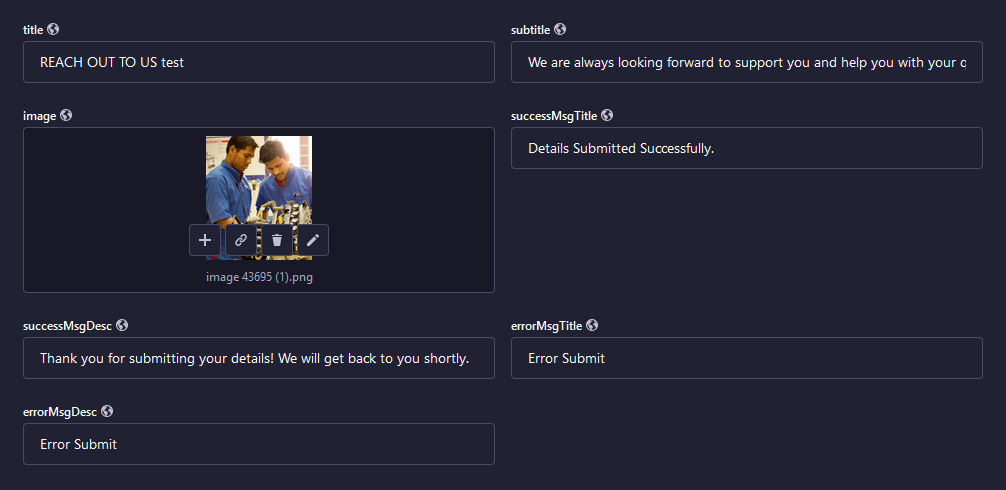 title
subtitle
REACH OUT TO US test
We are always looking forward to support you and help you with your q
image
successMsgTitle
Details Submitted Successfully.
image 43695 (1).png
successMsgDesc
errorMsgTitle
Thank you for submitting your details! We will get back to you shortly.
Error Submit
errorMsgDesc
Error Submit